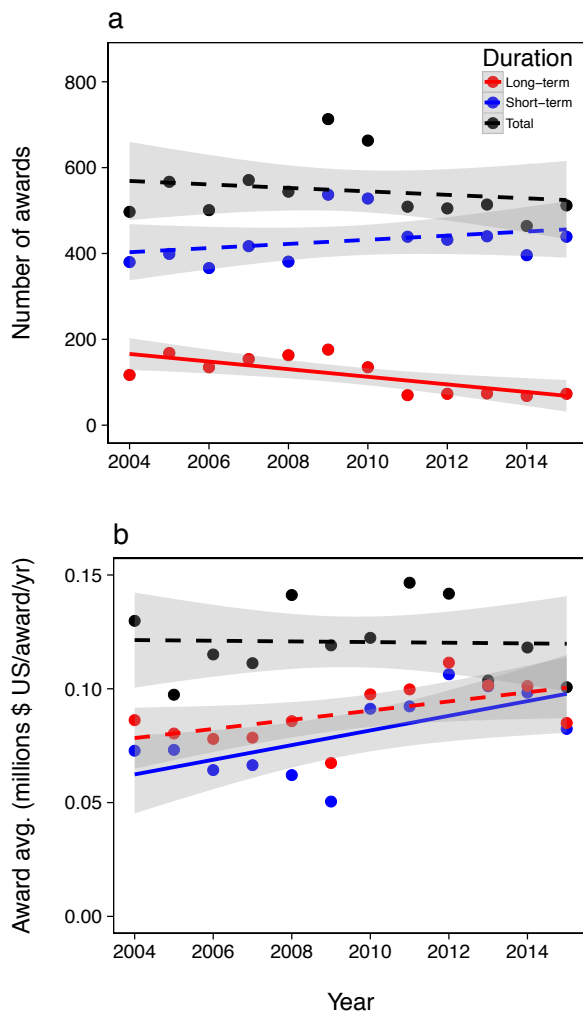 a
Duration
Long−term
Short−term
Total
800
600
400
200
0
Number of awards
2004 2006 2008 2010 2012 2014
b
0.15
0.10
0.05
0.00
Award avg. (millions $ US/award/yr)
2004 2006 2008 2010 2012 2014
Year